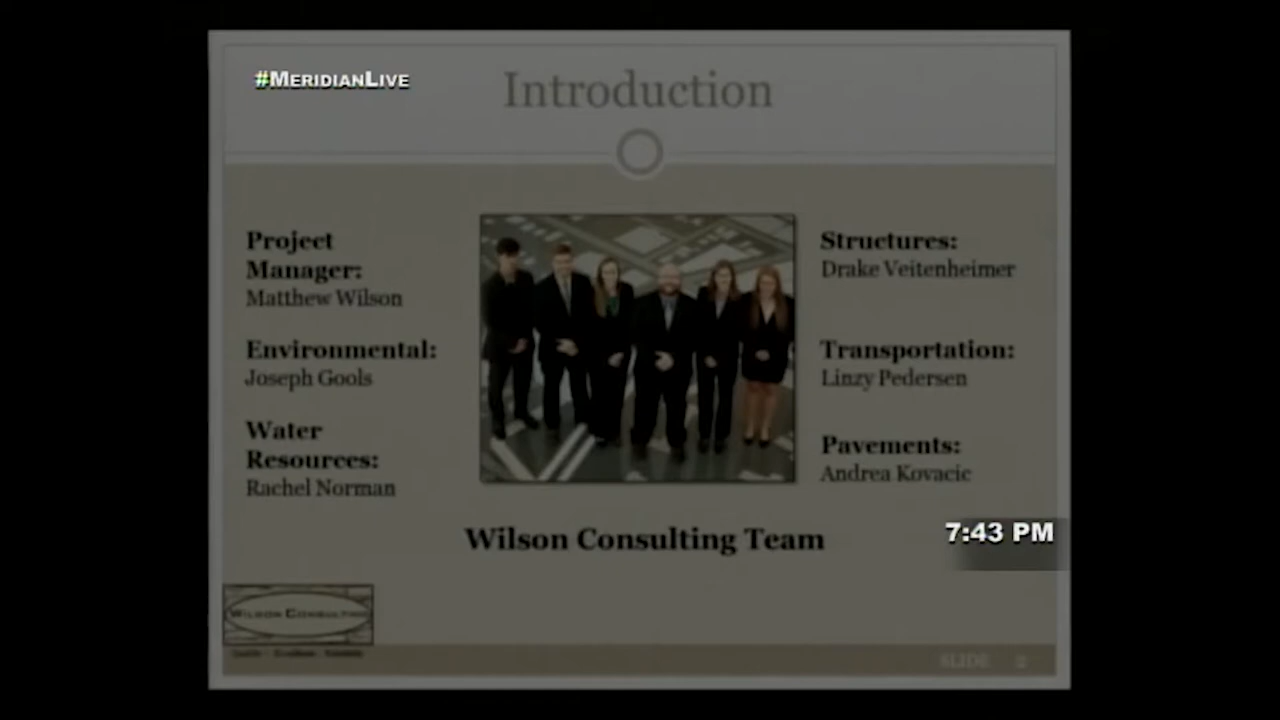 #MERIDIANLIVE
Introduction
Project
Manager:
Matthew Wilson
Environmental:
Joseph Gools
Water
Resources:
Rachel Norman
Structures:
Drake Veitenheimer
Transportation:
Linzy Pedersen
Pavements:
Andrea Kovacic
Wilson Consulting Team
7:43 PM
WILSON CONSULTING
SLIDE